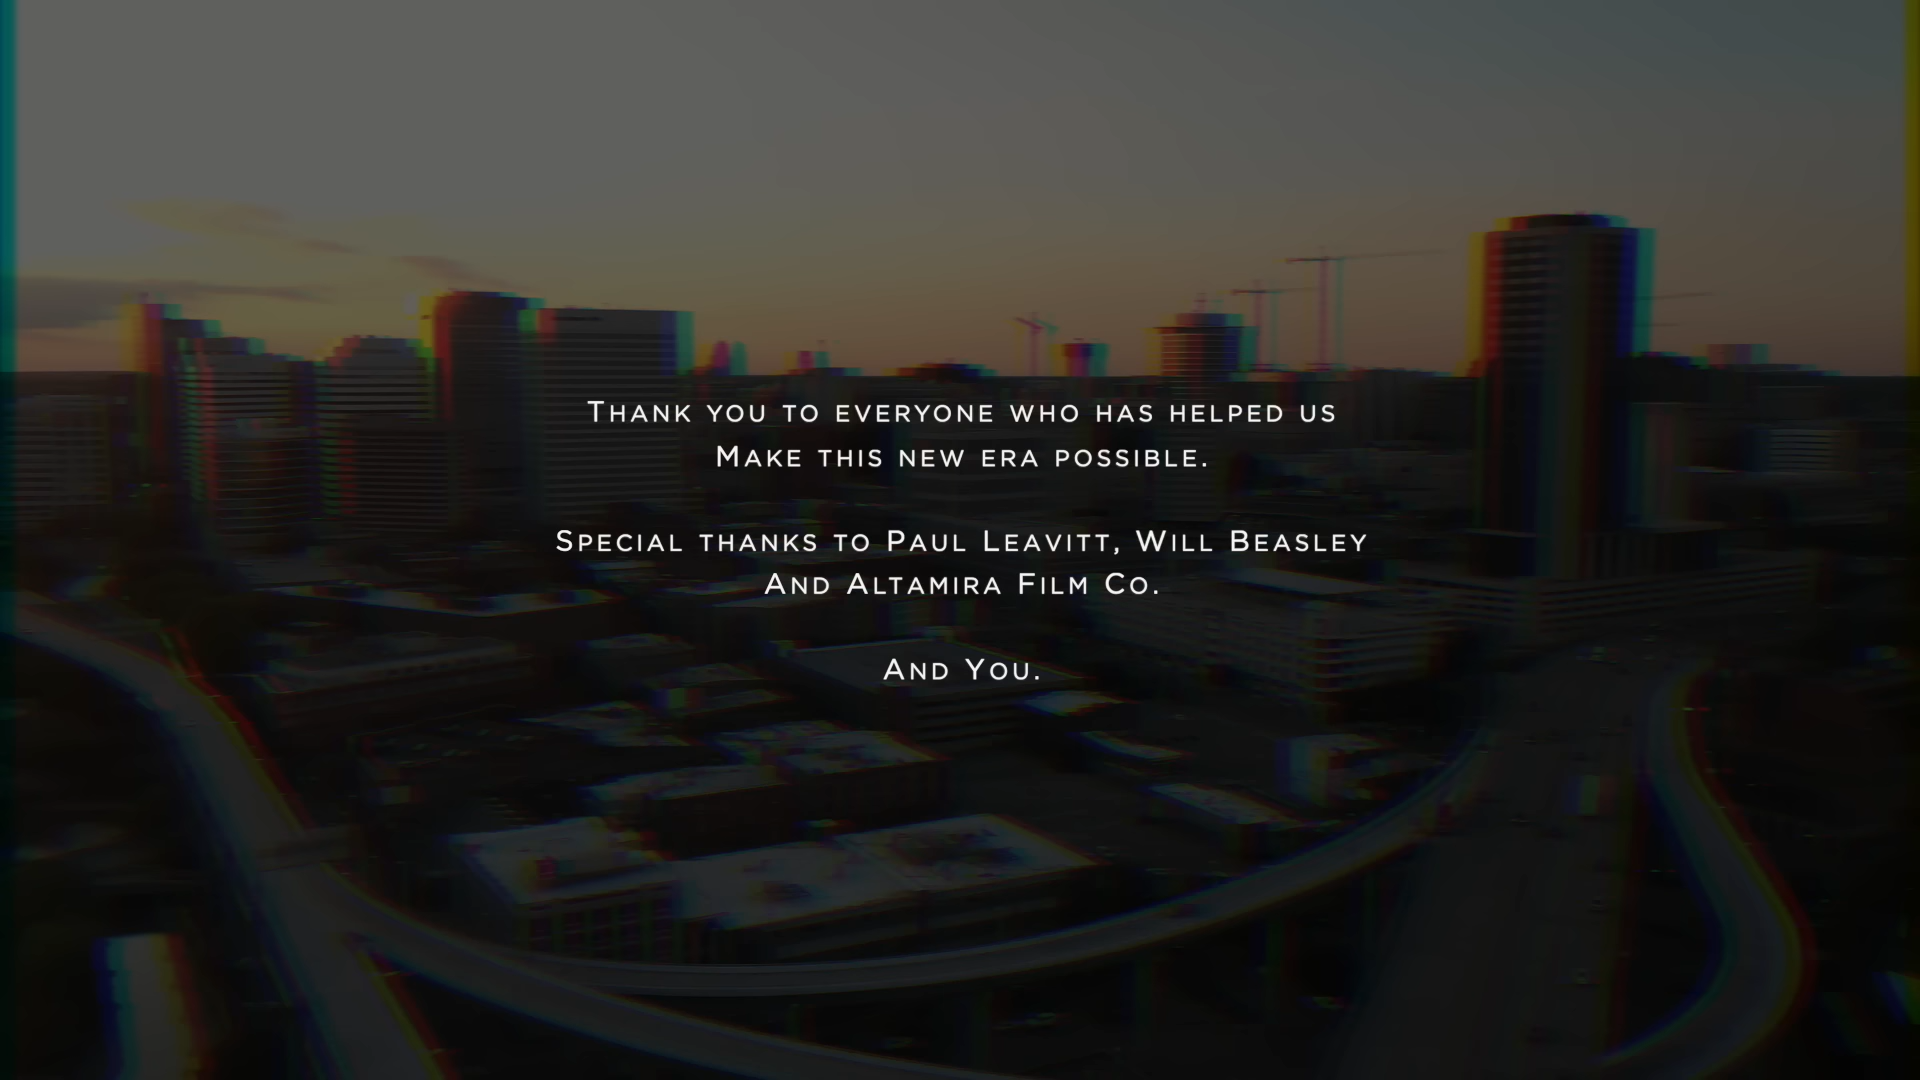 Thank you to everyone who has helped us
Make this new era possible.
Special thanks to Paul Leavitt, Will Beasley
And Altamira Film Co.
And You.